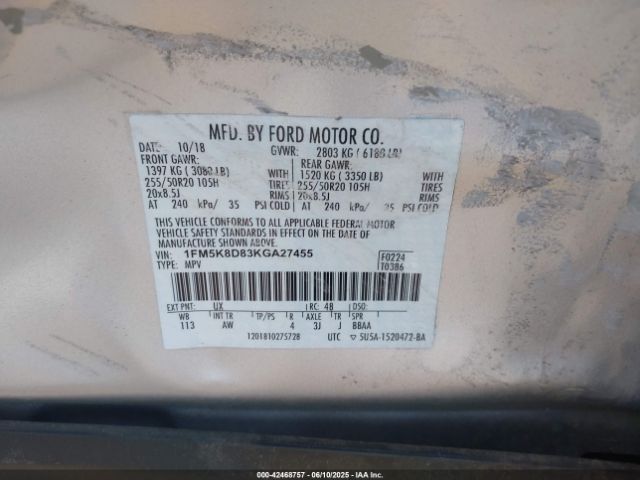 MFD. BY FORD MOTOR CO.
DATE: 10/18 GVWR: 2803 KG ( 6180 LB)
FRONT GAWR: REAR GAWR:
1397 KG ( 3080 LB) WITH 1520 KG ( 3350 LB) WITH
255/50R20 105H TIRES 255/50R20 105H TIRES
20x8.5J RIMS 20x8.5J RIMS
AT 240 kPa/ 35 PSI COLD AT 240 kPa/ 35 PSI COLD
THIS VEHICLE CONFORMS TO ALL APPLICABLE FEDERAL MOTOR
VEHICLE SAFETY STANDARDS IN EFFECT ON THE DATE OF
MANUFACTURE SHOWN ABOVE.
VIN: 1FM5K8D83KGA27455 F0224
TYPE: MPV T0386
EXT PNT: UX RC: 48 DSO:
WB INT TR TP/PS R AXLE TR SPR
113 AW 4 3J J BBAA
1201810275728 UTC ▽ 5U5A-1520472-BA
000-42468757 - 06/10/2025 - IAA Inc.